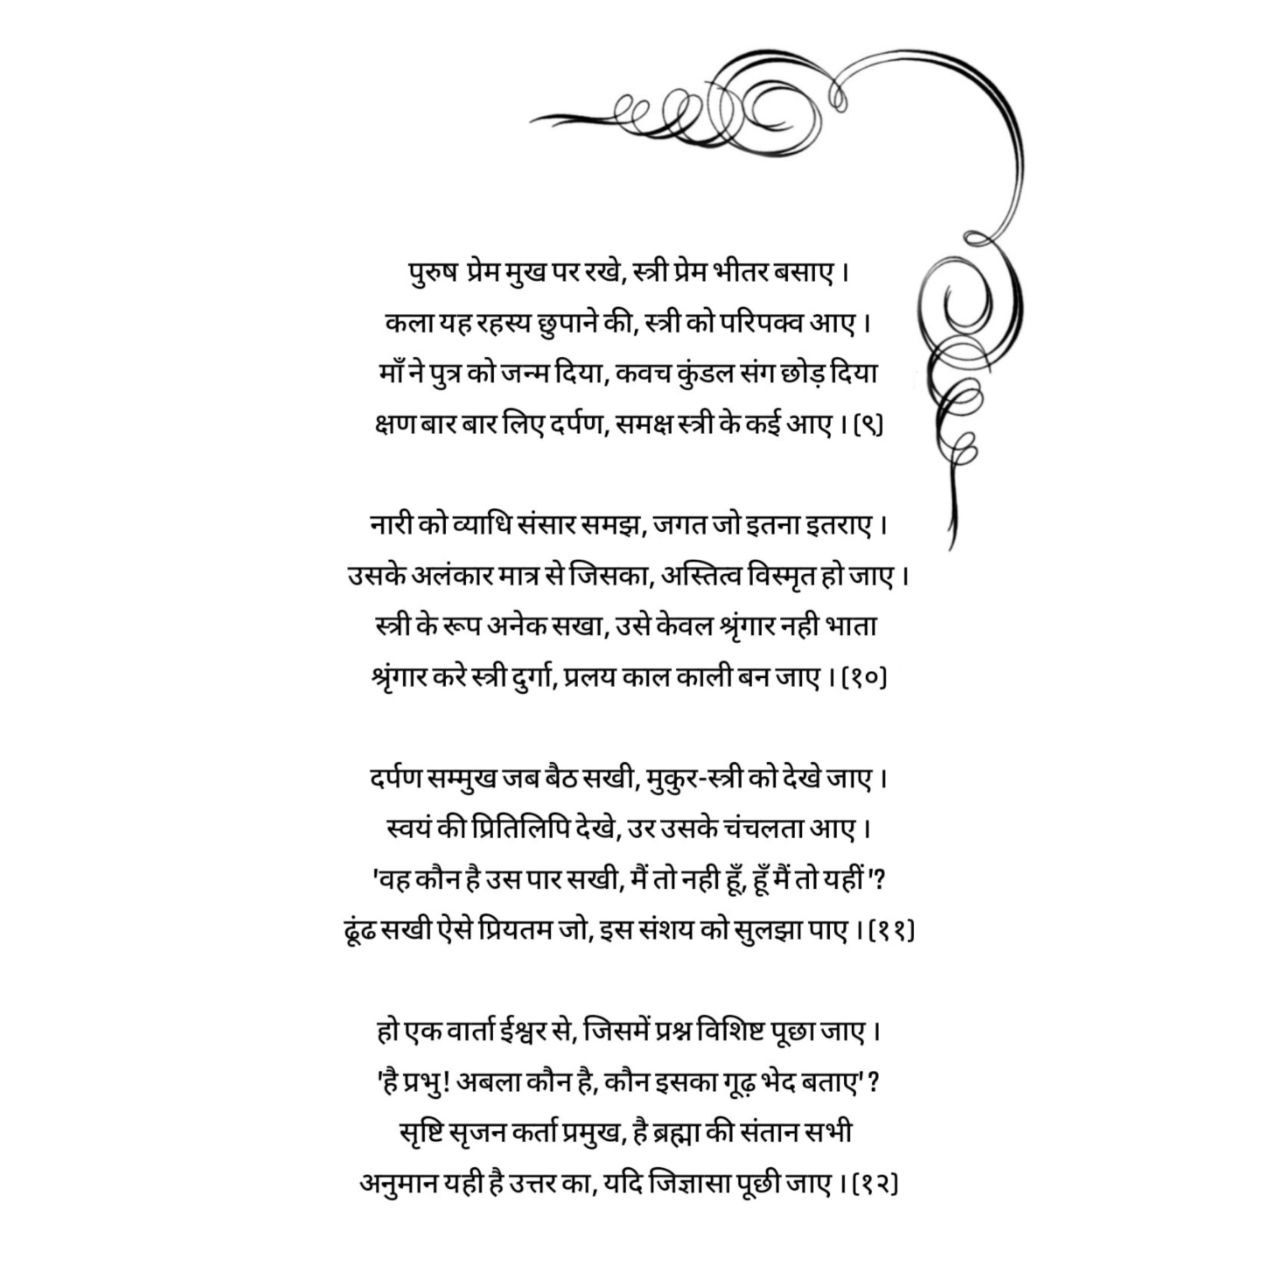 पुरुष प्रेम मुख पर रखे, स्त्री प्रेम भीतर बसाए ।
कला यह रहस्य छुपाने की, स्त्री को परिपक्व आए ।
माँ ने पुत्र को जन्म दिया, कवच कुंडल संग छोड़ दिया
क्षण बार बार लिए दर्पण, समक्ष स्त्री के कई आए । (९)
नारी को व्याधि संसार समझ, जगत जो इतना इतराए ।
उसके अलंकार मात्र से जिसका, अस्तित्व विस्मृत हो जाए ।
स्त्री के रूप अनेक सखा, उसे केवल श्रृंगार नही भाता
श्रृंगार करे स्त्री दुर्गा, प्रलय काल काली बन जाए । (१०)
दर्पण सम्मुख जब बैठ सखी, मुकुर-स्त्री को देखे जाए ।
स्वयं की प्रितिलिपि देखे, उर उसके चंचलता आए ।
'वह कौन है उस पार सखी, मैं तो नही हूँ, हूँ मैं तो यहीं '?
ढूंढ सखी ऐसे प्रियतम जो, इस संशय को सुलझा पाए । (११)
हो एक वार्ता ईश्वर से, जिसमें प्रश्न विशिष्ट पूछा जाए ।
'है प्रभु! अबला कौन है, कौन इसका गूढ़ भेद बताए' ?
सृष्टि सृजन कर्ता प्रमुख, है ब्रह्मा की संतान सभी
अनुमान यही है उत्तर का, यदि जिज्ञासा पूछी जाए । (१२)